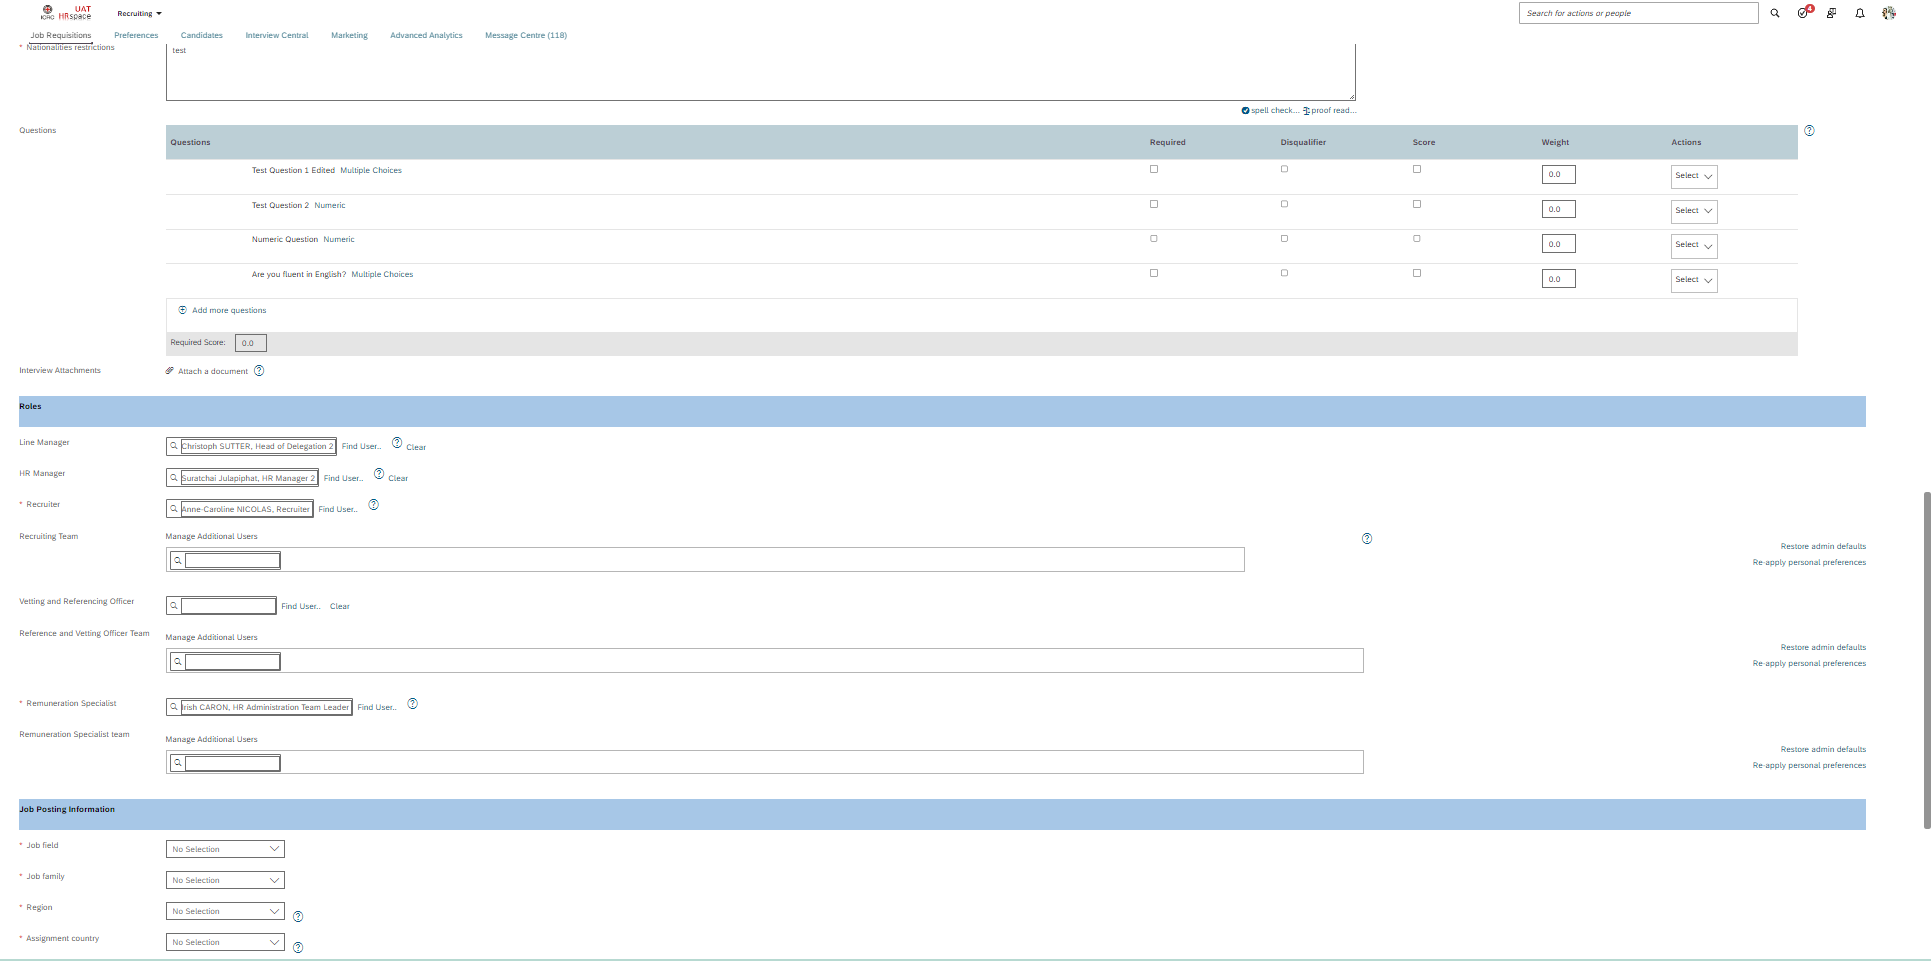 ICRC
UAT
HRspace
Recruiting
Search for actions or people
4
Job Requisitions Preferences Candidates Interview Central Marketing Advanced Analytics Message Centre (118)
* Nationalities restrictions
test
spell check... proof read...
Questions
Questions Required Disqualifier Score Weight Actions
Test Question 1 Edited Multiple Choices 0.0 Select
Test Question 2 Numeric 0.0 Select
Numeric Question Numeric 0.0 Select
Are you fluent in English? Multiple Choices 0.0 Select
Add more questions
Required Score: 0.0
Interview Attachments Attach a document
Roles
Line Manager Christoph SUTTER, Head of Delegation 2 Find User.. Clear
HR Manager Suratchai Julapiphat, HR Manager 2 Find User.. Clear
* Recruiter Anne-Caroline NICOLAS, Recruiter Find User..
Recruiting Team Manage Additional Users
Restore admin defaults
Re-apply personal preferences
Vetting and Referencing Officer Find User.. Clear
Reference and Vetting Officer Team Manage Additional Users
Restore admin defaults
Re-apply personal preferences
* Remuneration Specialist Irish CARON, HR Administration Team Leader Find User..
Remuneration Specialist team Manage Additional Users
Restore admin defaults
Re-apply personal preferences
Job Posting Information
* Job field No Selection
* Job family No Selection
* Region No Selection
* Assignment country No Selection